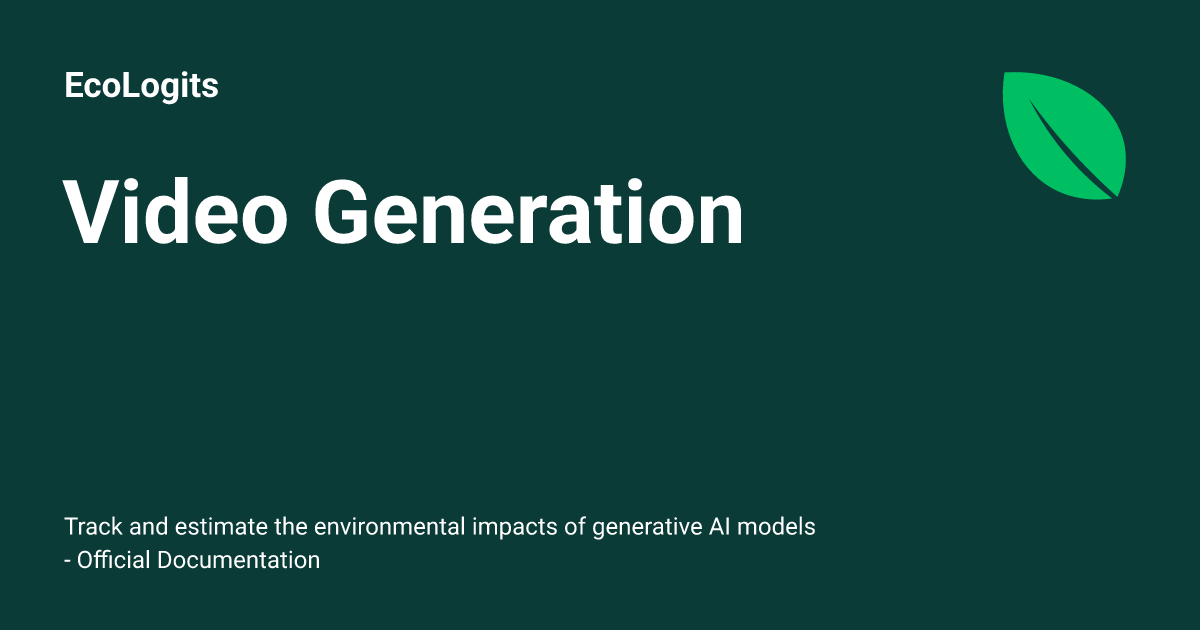 EcoLogits
Video Generation
Track and estimate the environmental impacts of generative AI models
- Official Documentation